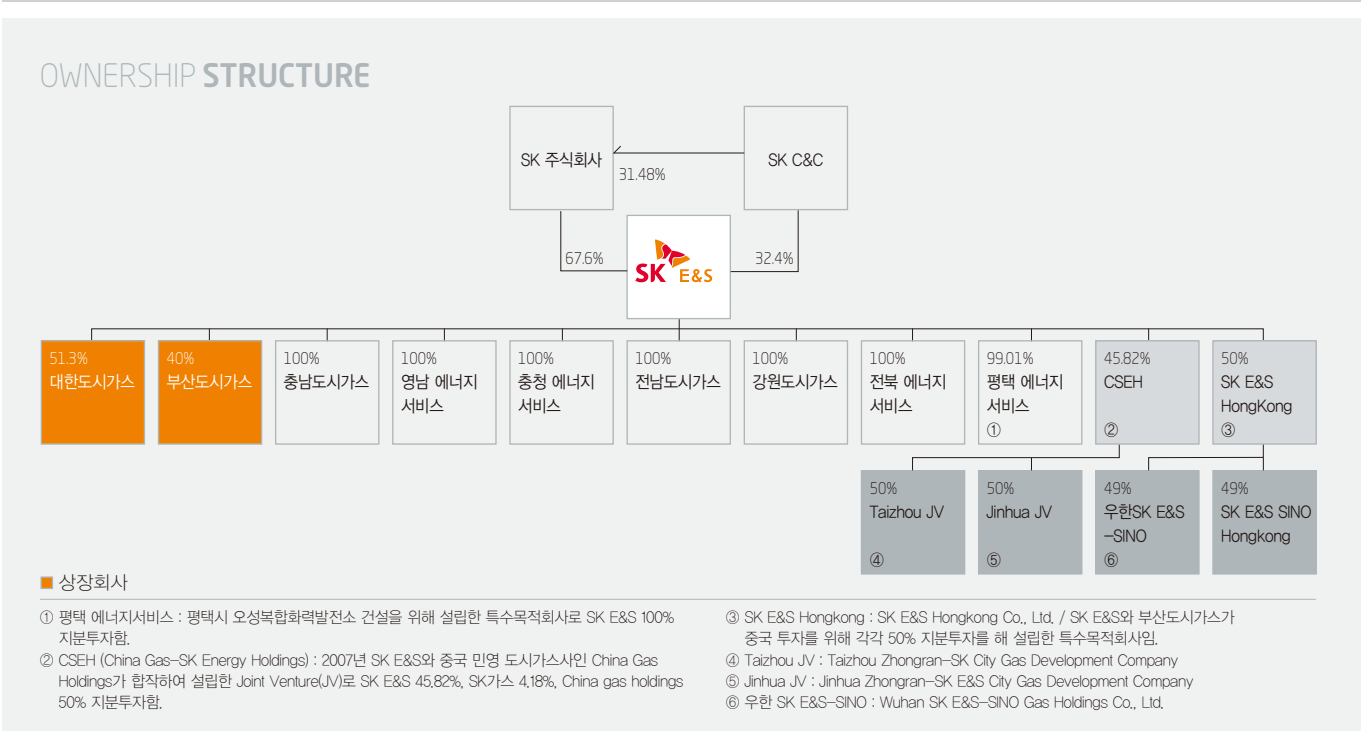 OWNERSHIP STRUCTURE
SK 주식회사
SK C&C
31.48%
67.6%
32.4%
SK E&S
51.3%
대한도시가스
40%
부산도시가스
100%
충남도시가스
100%
영남 에너지
서비스
100%
충청 에너지
서비스
100%
전남도시가스
100%
강원도시가스
100%
전북 에너지
서비스
99.01%
평택 에너지
서비스
①
45.82%
CSEH
②
50%
SK E&S
HongKong
③
50%
Taizhou JV
④
50%
Jinhua JV
⑤
49%
우한SK E&S
-SINO
⑥
49%
SK E&S SINO
Hongkong
상장회사
① 평택 에너지서비스 : 평택시 오성복합화력발전소 건설을 위해 설립한 특수목적회사로 SK E&S 100%
지분투자함.
② CSEH (China Gas-SK Energy Holdings) : 2007년 SK E&S와 중국 민영 도시가스사인 China Gas
Holdings가 합작하여 설립한 Joint Venture(JV)로 SK E&S 45.82%, SK가스 4.18%, China gas holdings
50% 지분투자함.
③ SK E&S Hongkong : SK E&S Hongkong Co., Ltd. / SK E&S와 부산도시가스가
중국 투자를 위해 각각 50% 지분투자를 해 설립한 특수목적회사임.
④ Taizhou JV : Taizhou Zhongran-SK City Gas Development Company
⑤ Jinhua JV : Jinhua Zhongran-SK E&S City Gas Development Company
⑥ 우한 SK E&S-SINO : Wuhan SK E&S-SINO Gas Holdings Co., Ltd.